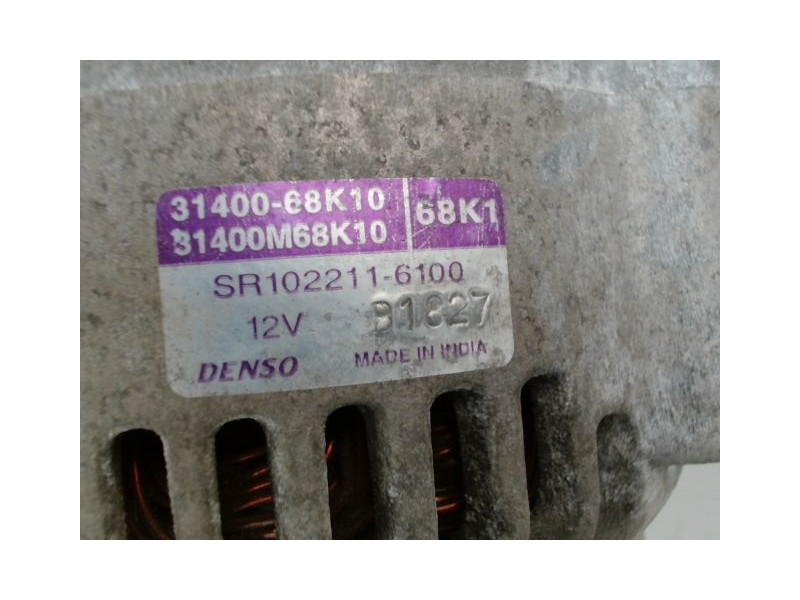 31400-68K10
31400M68K10
68K1
SR102211-6100
12V
DENSO
MADE IN INDIA